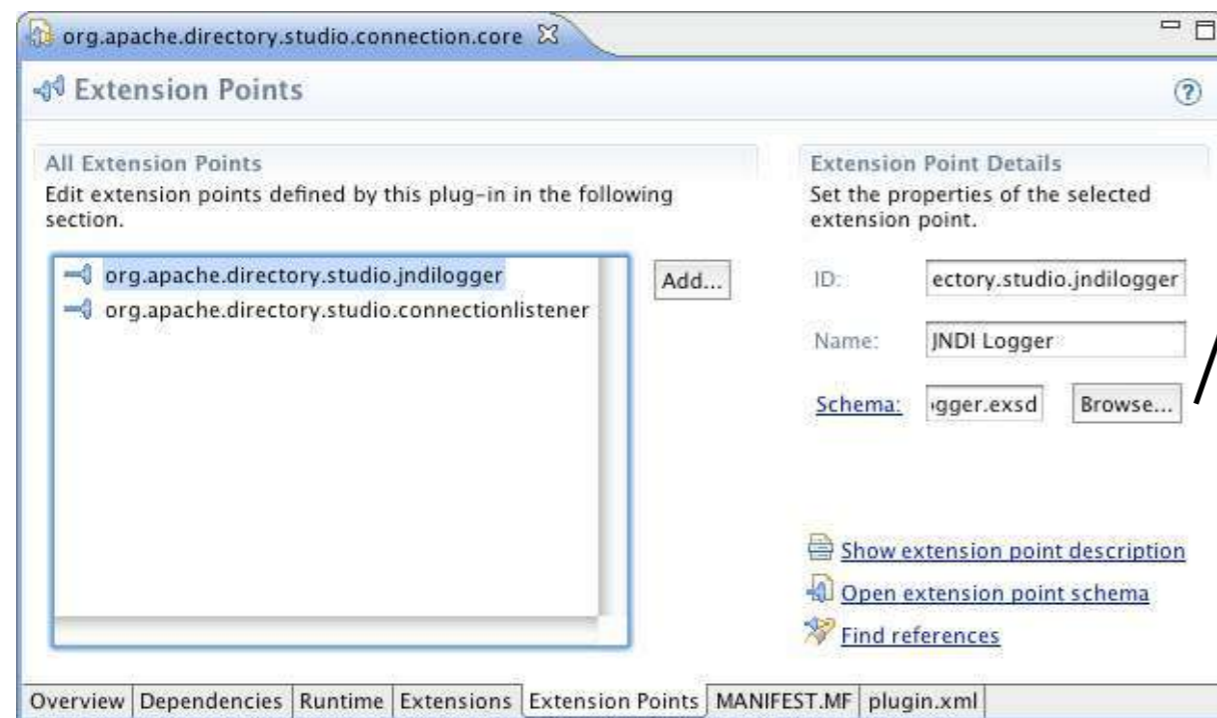 org.apache.directory.studio.connection.core
Extension Points
All Extension Points
Edit extension points defined by this plug-in in the following
section.
org.apache.directory.studio.jndilogger
org.apache.directory.studio.connectionlistener
Add...
Extension Point Details
Set the properties of the selected
extension point.
ID: ectory.studio.jndilogger
Name: JNDI Logger
Schema: gger.exsd Browse...
Show extension point description
Open extension point schema
Find references
Overview Dependencies Runtime Extensions Extension Points MANIFEST.MF plugin.xml